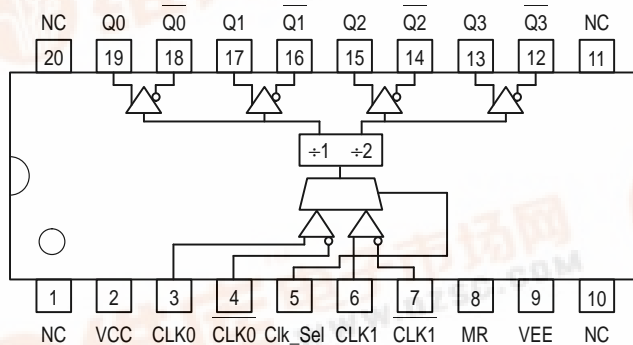 NC Q0 Q0 Q1 Q1 Q2 Q2 Q3 Q3 NC
20 19 18 17 16 15 14 13 12 11
÷1 ÷2
1 2 3 4 5 6 7 8 9 10
NC VCC CLK0 CLK0 Clk_Sel CLK1 CLK1 MR VEE NC